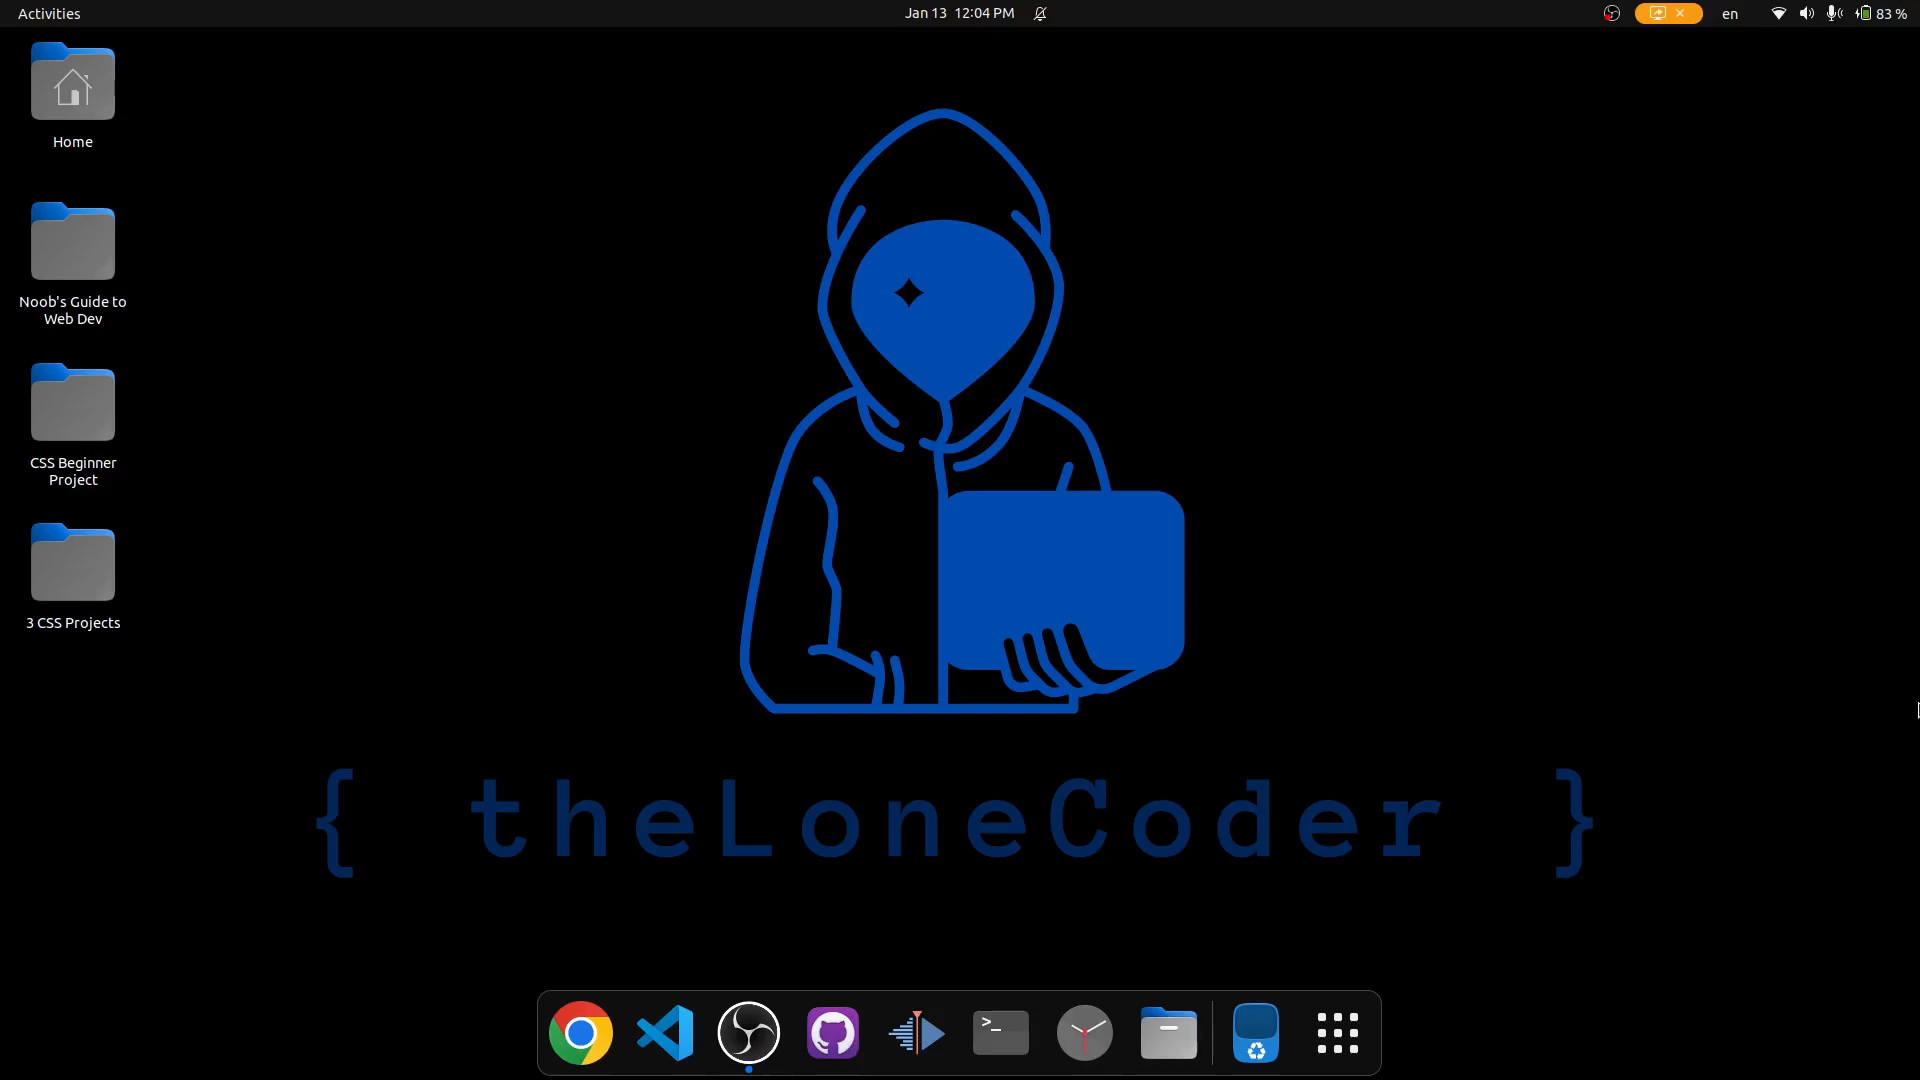 Activities
Jan 13 12:04 PM
en
83 %
Home
Noob's Guide to
Web Dev
CSS Beginner
Project
3 CSS Projects
{ theLoneCoder }
>_